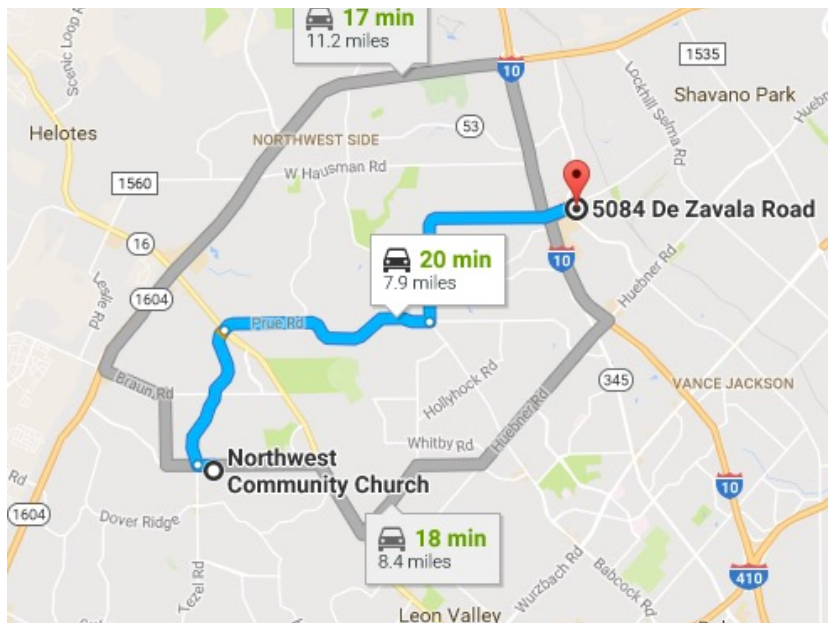 17 min
11.2 miles
Scenic Loop Rd
10
1535
Lockhill Selma Rd
Shavano Park
Helotes
53
NORTHWEST SIDE
W Hausman Rd
1560
5084 De Zavala Road
16
20 min
7.9 miles
10
Huebner Rd
Leslie Rd
1604
Prue Rd
Hollyhock Rd
345
VANCE JACKSON
Braun Rd
Huebner Rd
Whitby Rd
Northwest
Community Church
Rd
10
1604
Dover Ridge
18 min
8.4 miles
Tezel Rd
Wurzbach Rd
Babcock Rd
410
Leon Valley